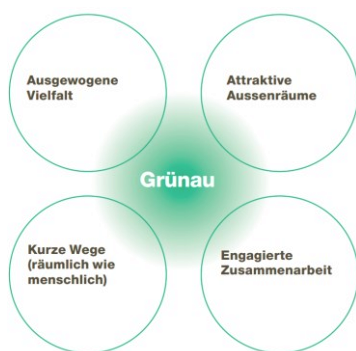 Ausgewogene
Vielfalt
Attraktive
Aussenräume
Grünau
Kurze Wege
(räumlich wie
menschlich)
Engagierte
Zusammenarbeit